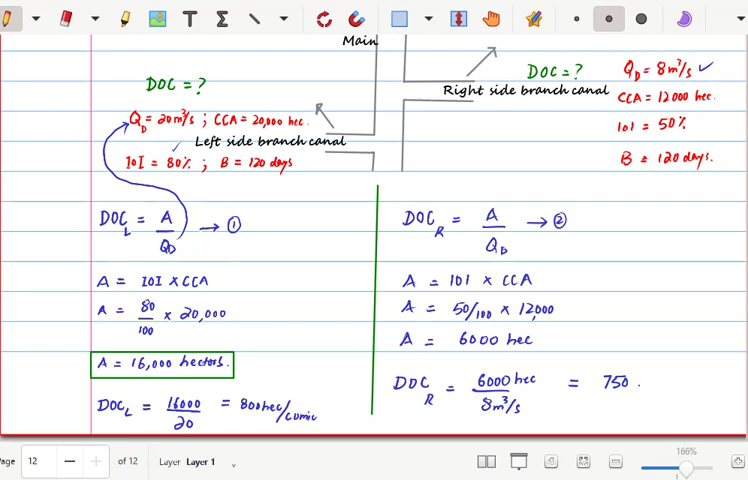 12
T
Σ
Main
DOC = ?
Q_D = 20 m³/s ; CCA = 20,000 hec.
Left side branch canal
IOI = 80% ; B = 120 days
DOC = ?
Right side branch canal
Q_D = 8 m³/s
CCA = 12000 hec.
IOI = 50%
B = 120 days.
DOC_L = A / Q_D → ①
A = IOI × CCA
A = 80/100 × 20,000
A = 16,000 hectors.
DOC_L = 16000/20 = 800 hec/cumic
DOC_R = A / Q_D → ②
A = IOI × CCA
A = 50/100 × 12,000
A = 6000 hec
DOC_R = 6000 hec / 8 m³/s = 750 .
Page 12 of 12 Layer Layer 1 166%